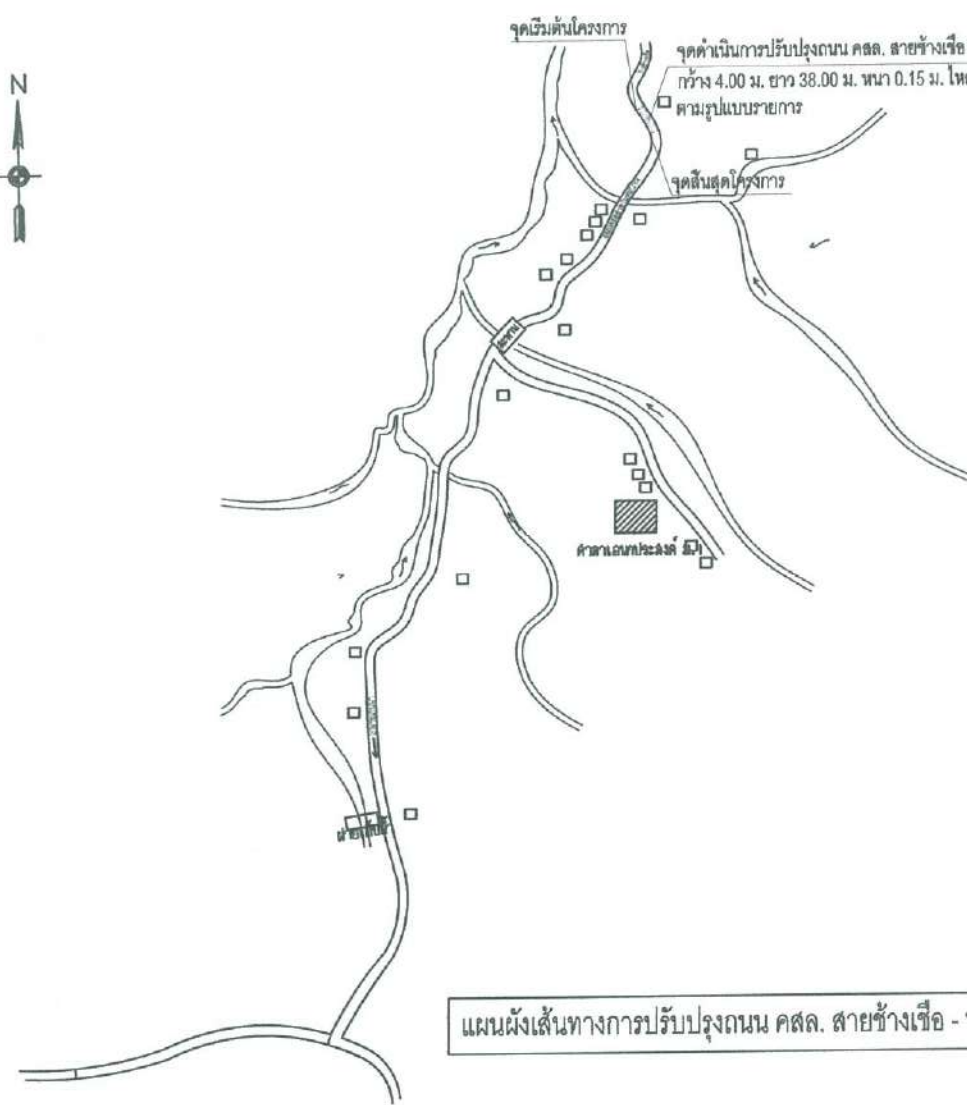 จุดเริ่มต้นโครงการ
N
จุดดำเนินการปรับปรุงถนน คสล. สายช้างเชื่อ
กว้าง 4.00 ม. ยาว 38.00 ม. หนา 0.15 ม.
ตามรูปแบบรายการ
จุดสิ้นสุดโครงการ
สะพาน
ศาลาเอนกประสงค์
แผนผังเส้นทางการปรับปรุงถนน คสล. สายช้างเชื่อ -